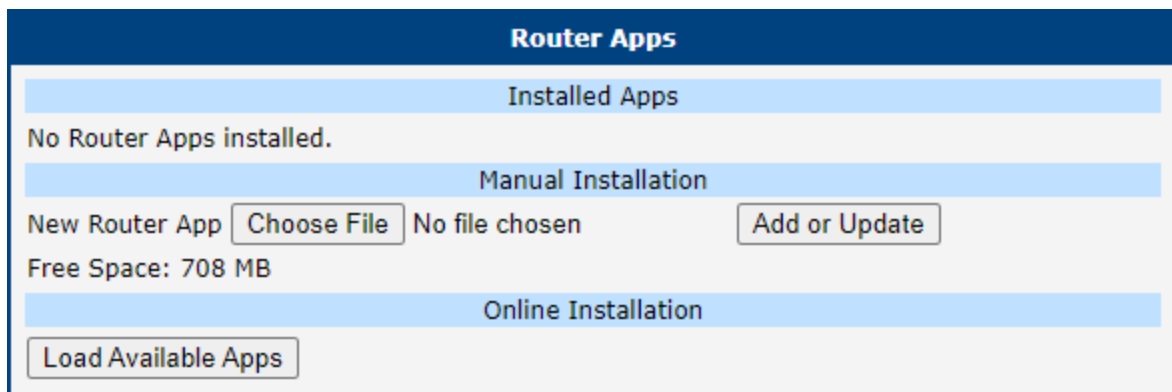 Router Apps
Installed Apps
No Router Apps installed.
Manual Installation
New Router App Choose File No file chosen Add or Update
Free Space: 708 MB
Online Installation
Load Available Apps